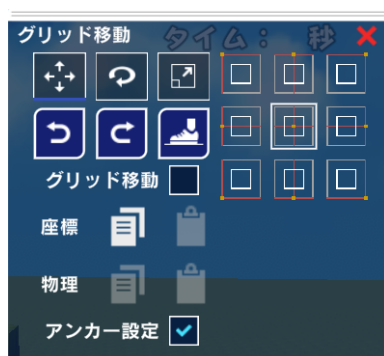 グリッド移動
タイム： 秒
グリッド移動
座標
物理
アンカー設定